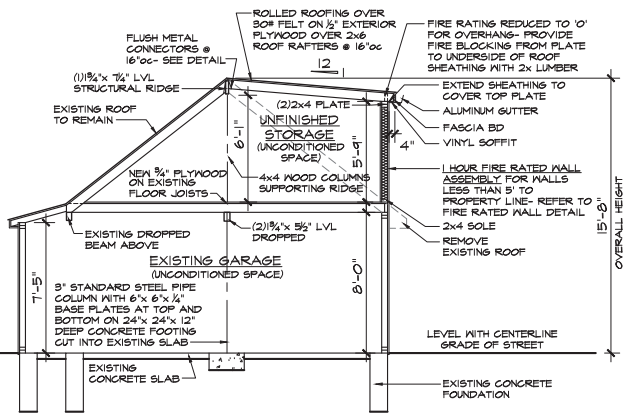 ROLLED ROOFING OVER
30# FELT ON ½" EXTERIOR
PLYWOOD OVER 2x6
ROOF RAFTERS @ 16"oc
FLUSH METAL
CONNECTORS @
16"oc- SEE DETAIL
(1)1¾"x 7¼" LVL
STRUCTURAL RIDGE
EXISTING ROOF
TO REMAIN
12
1
FIRE RATING REDUCED TO 'O'
FOR OVERHANG- PROVIDE
FIRE BLOCKING FROM PLATE
TO UNDERSIDE OF ROOF
SHEATHING WITH 2x LUMBER
EXTEND SHEATHING TO
COVER TOP PLATE
ALUMINUM GUTTER
FASCIA BD
VINYL SOFFIT
4"
(2)2x4 PLATE
UNFINISHED
STORAGE
(UNCONDITIONED
SPACE)
6'-1"
5'-9"
NEW ¾" PLYWOOD
ON EXISTING
FLOOR JOISTS
4x4 WOOD COLUMNS
SUPPORTING RIDGE
1 HOUR FIRE RATED WALL
ASSEMBLY FOR WALLS
LESS THAN 5' TO
PROPERTY LINE- REFER TO
FIRE RATED WALL DETAIL
2x4 SOLE
REMOVE
EXISTING ROOF
15'-8"
OVERALL HEIGHT
EXISTING DROPPED
BEAM ABOVE
(2)1¾"x 5½" LVL
DROPPED
EXISTING GARAGE
(UNCONDITIONED SPACE)
7'-5"
8'-0"
3" STANDARD STEEL PIPE
COLUMN WITH 6"x 6"x ¼"
BASE PLATES AT TOP AND
BOTTOM ON 24"x 24"x 12"
DEEP CONCRETE FOOTING
CUT INTO EXISTING SLAB
LEVEL WITH CENTERLINE
GRADE OF STREET
EXISTING
CONCRETE SLAB
EXISTING CONCRETE
FOUNDATION